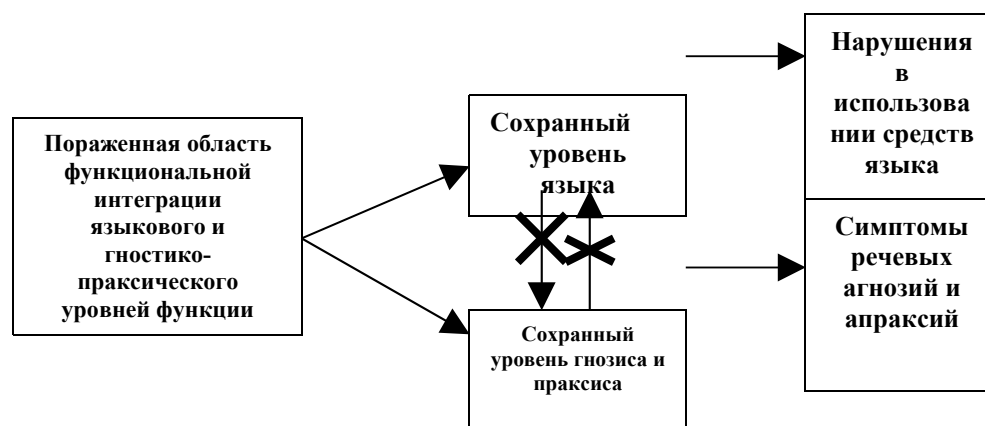 Пораженная область
функциональной
интеграции
языкового и
гностико-
праксического
уровней функции
Сохранный
уровень
языка
Сохранный
уровень гнозиса и
праксиса
Нарушения
в
использова
нии средств
языка
Симптомы
речевых
агнозий и
апраксий